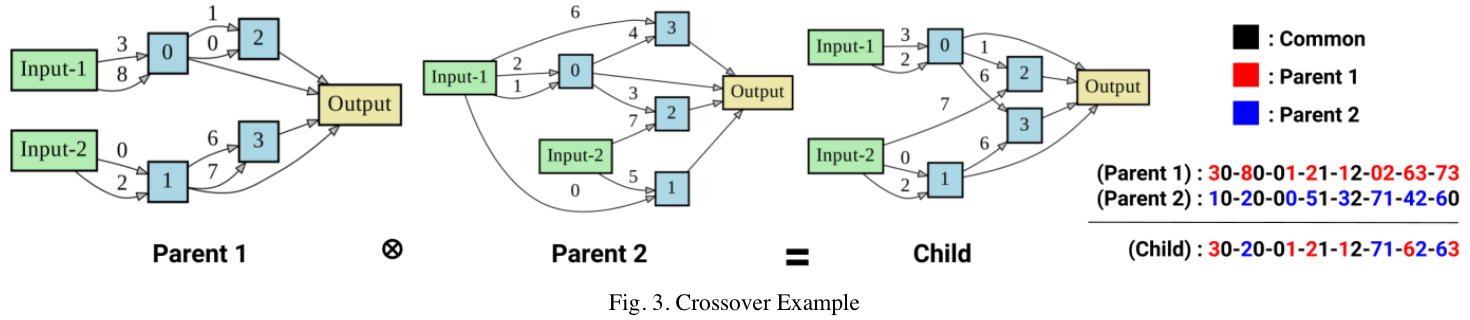 Input-1
Input-2
3
8
0
2
0
1
1
0
2
6
7
3
Output
Parent 1
⊗
Input-1
Input-2
6
2
1
0
0
4
3
7
5
3
2
1
Output
Parent 2
=
Input-1
Input-2
3
2
0
1
6
7
0
2
1
6
2
3
Output
Child
: Common
: Parent 1
: Parent 2
(Parent 1) : 30-80-01-21-12-02-63-73
(Parent 2) : 10-20-00-51-32-71-42-60
(Child) : 30-20-01-21-12-71-62-63
Fig. 3. Crossover Example